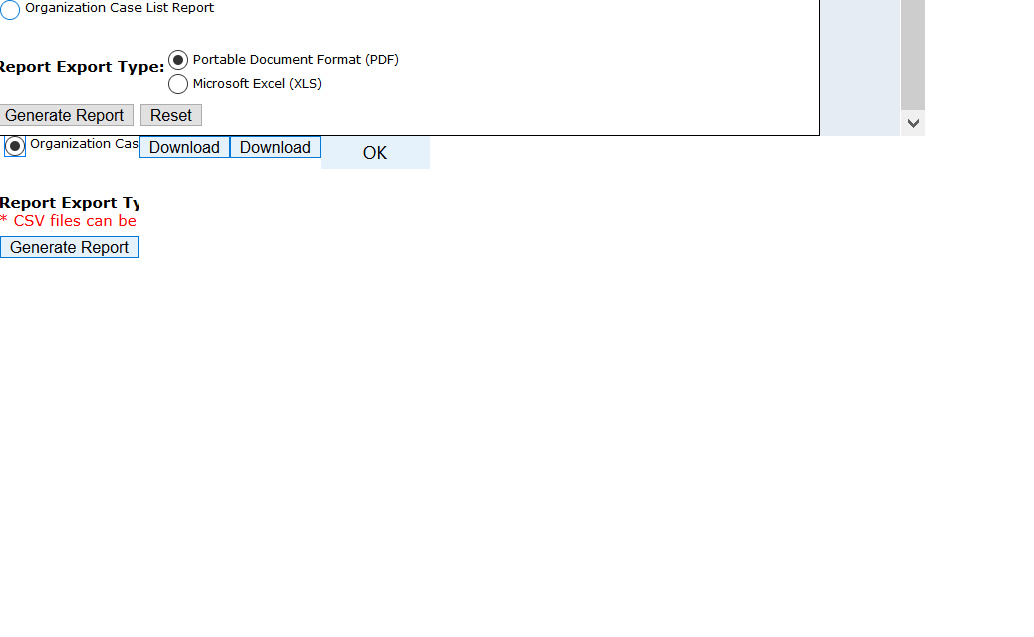 Organization Case List Report
Report Export Type: Portable Document Format (PDF)
Microsoft Excel (XLS)
Generate Report Reset
Organization Cas Download Download OK
Report Export Ty
* CSV files can be
Generate Report